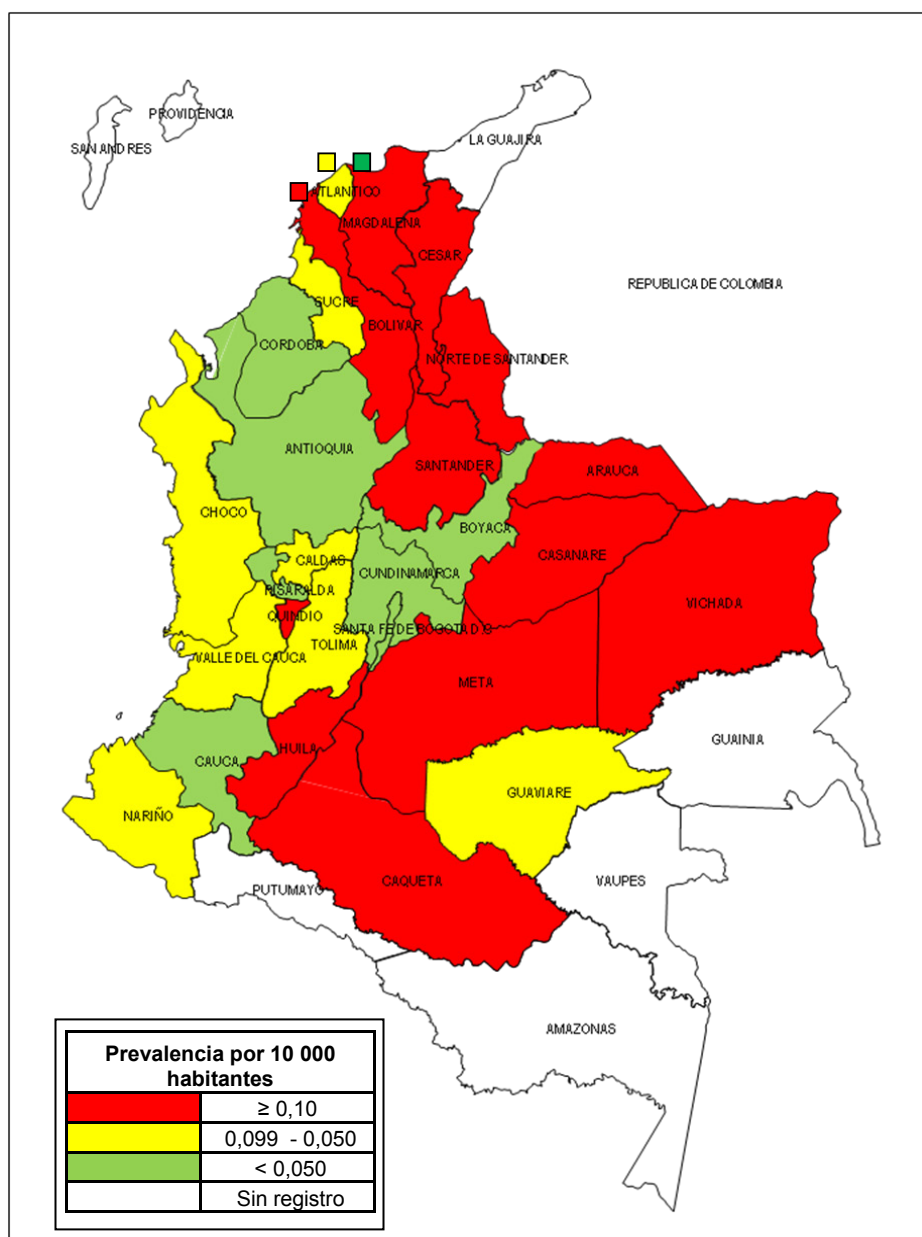 PROVIDENCIA
SAN ANDRES
LA GUAJIRA
ATLANTICO
MAGDALENA
CESAR
REPUBLICA DE COLOMBIA
SUCRE
BOLIVAR
CORDOBA
NORTE DE SANTANDER
ANTIOQUIA
SANTANDER
ARAUCA
CHOCO
BOYACA
CASANARE
CALDAS
CUNDINAMARCA
RISARALDA
VICHADA
QUINDIO
SANTA FE DE BOGOTA D.C
TOLIMA
VALLE DEL CAUCA
META
GUAINIA
HUILA
CAUCA
GUAVIARE
NARIÑO
CAQUETA
VAUPES
PUTUMAYO
AMAZONAS
Prevalencia por 10 000
habitantes
≥ 0,10
0,099 - 0,050
< 0,050
Sin registro